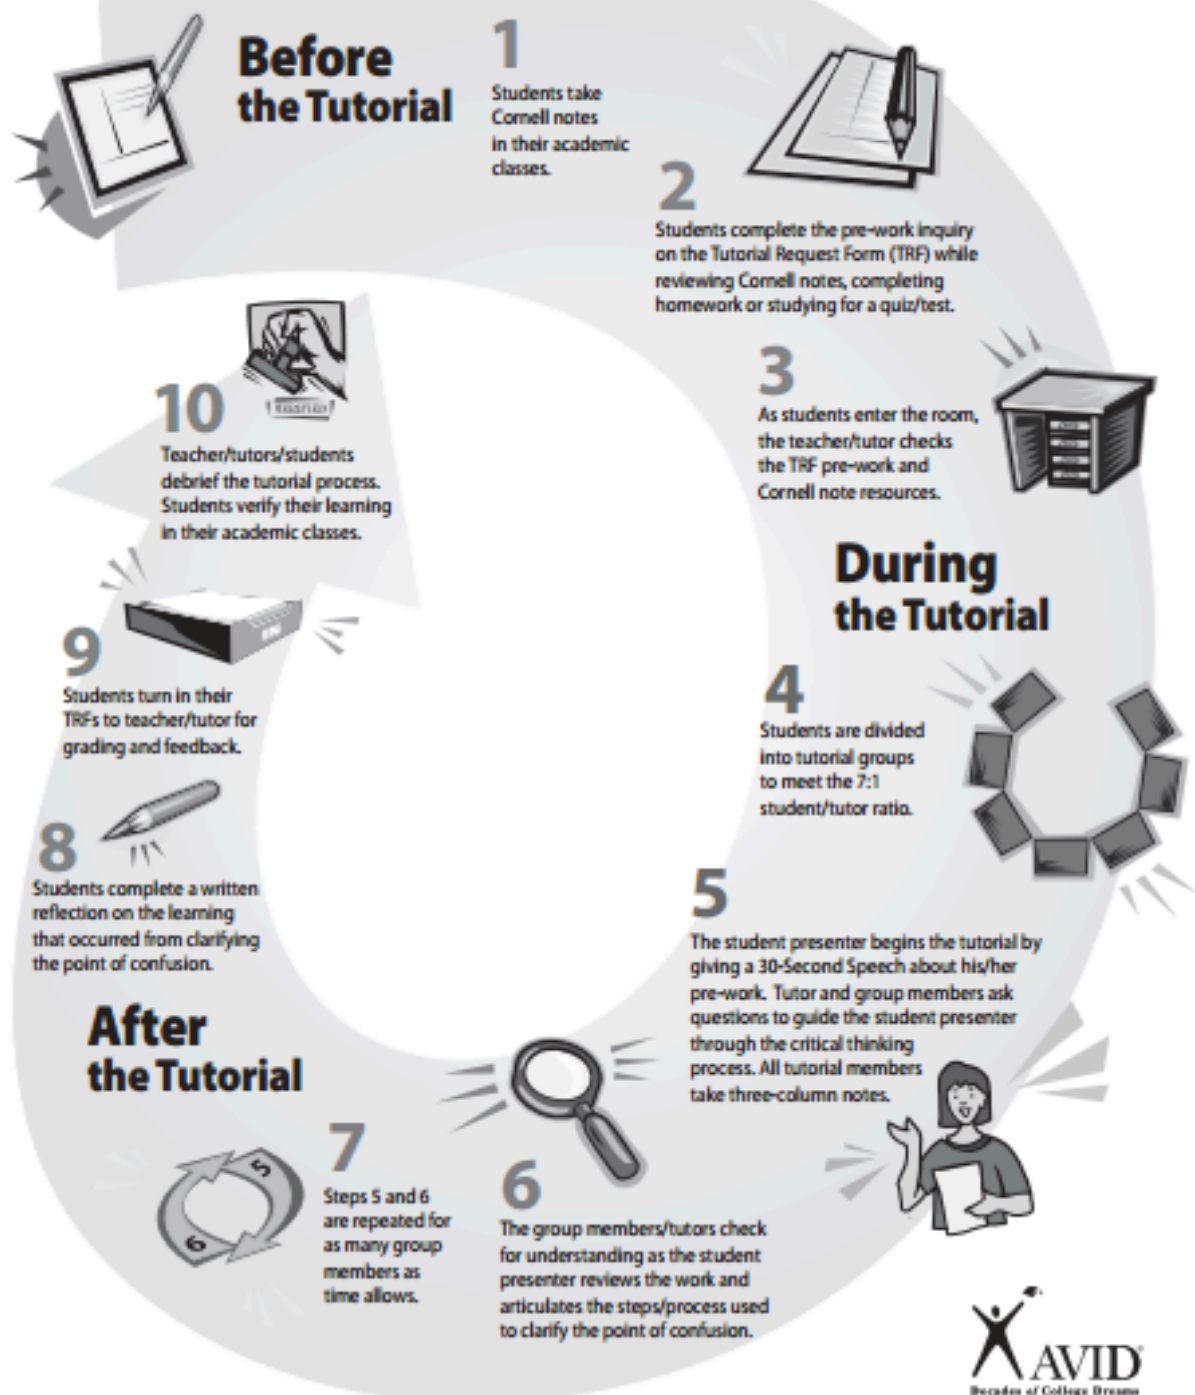 Before
the Tutorial
1
Students take
Cornell notes
in their academic
classes.
2
Students complete the pre-work inquiry
on the Tutorial Request Form (TRF) while
reviewing Cornell notes, completing
homework or studying for a quiz/test.
3
As students enter the room,
the teacher/tutor checks
the TRF pre-work and
Cornell note resources.
During
the Tutorial
4
Students are divided
into tutorial groups
to meet the 7:1
student/tutor ratio.
5
The student presenter begins the tutorial by
giving a 30-Second Speech about his/her
pre-work. Tutor and group members ask
questions to guide the student presenter
through the critical thinking
process. All tutorial members
take three-column notes.
6
The group members/tutors check
for understanding as the student
presenter reviews the work and
articulates the steps/process used
to clarify the point of confusion.
7
Steps 5 and 6
are repeated for
as many group
members as
time allows.
5
6
After
the Tutorial
8
Students complete a written
reflection on the learning
that occurred from clarifying
the point of confusion.
9
Students turn in their
TRFs to teacher/tutor for
grading and feedback.
10
Teacher/tutors/students
debrief the tutorial process.
Students verify their learning
in their academic classes.
AVID
Decades of College Dreams